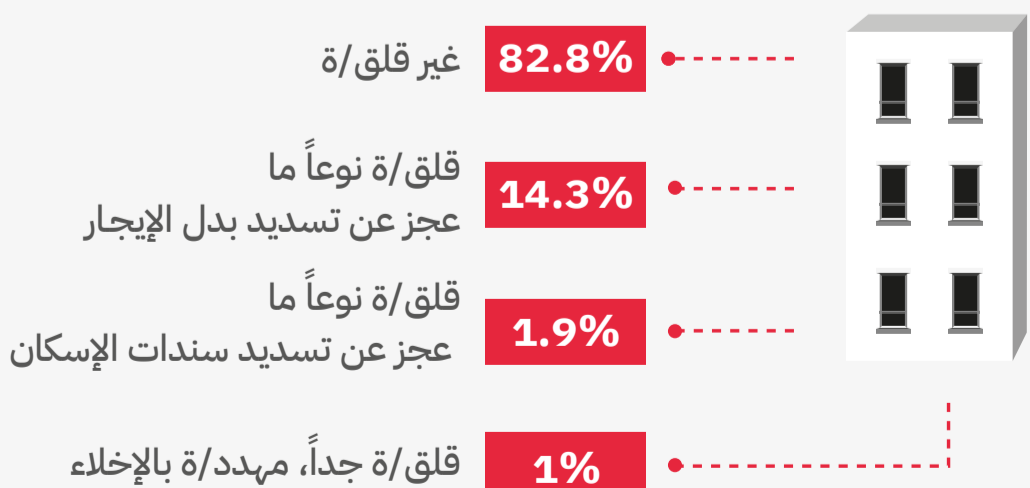 82.8% غير قلق/ة
14.3% قلق/ة نوعاً ما
عجز عن تسديد بدل الإيجار
1.9% قلق/ة نوعاً ما
عجز عن تسديد سندات الإسكان
1% قلق/ة جداً، مهدد/ة بالإخلاء